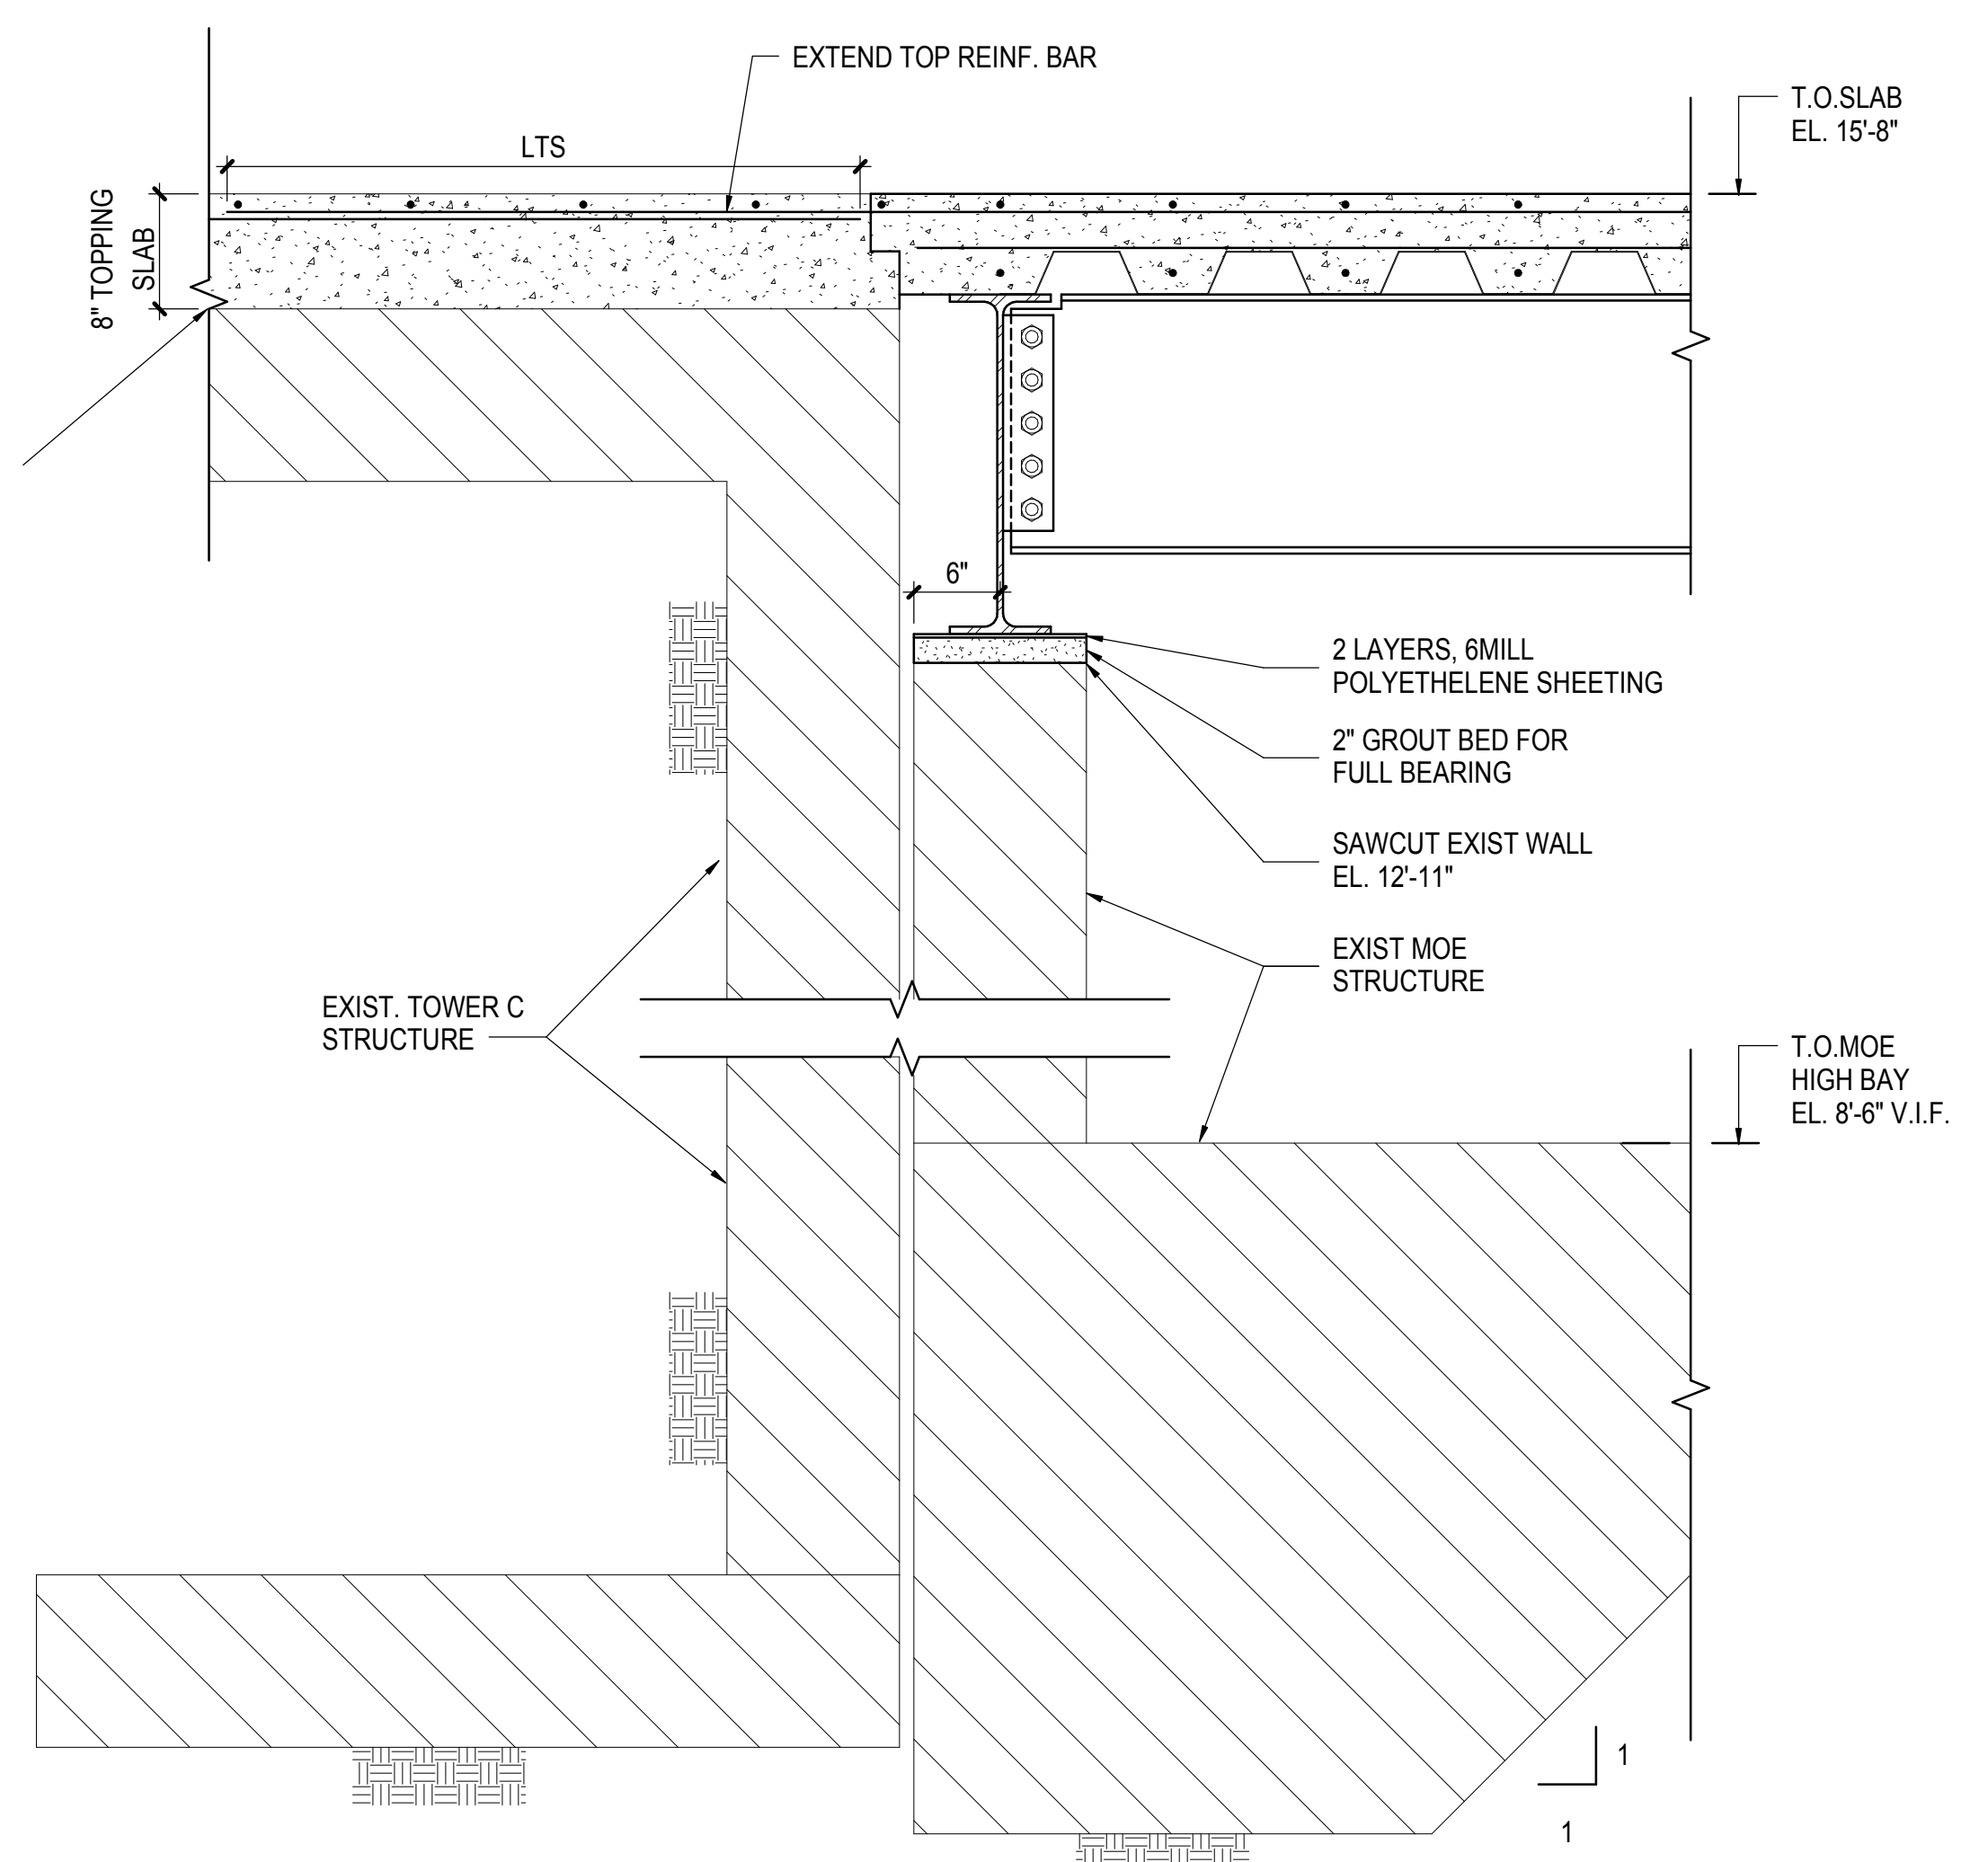 EXTEND TOP REINF. BAR
T.O.SLAB
EL. 15'-8"
LTS
8" TOPPING
SLAB
6"
2 LAYERS, 6MILL
POLYETHELENE SHEETING
2" GROUT BED FOR
FULL BEARING
SAWCUT EXIST WALL
EL. 12'-11"
EXIST MOE
STRUCTURE
EXIST. TOWER C
STRUCTURE
T.O.MOE
HIGH BAY
EL. 8'-6" V.I.F.
1
1